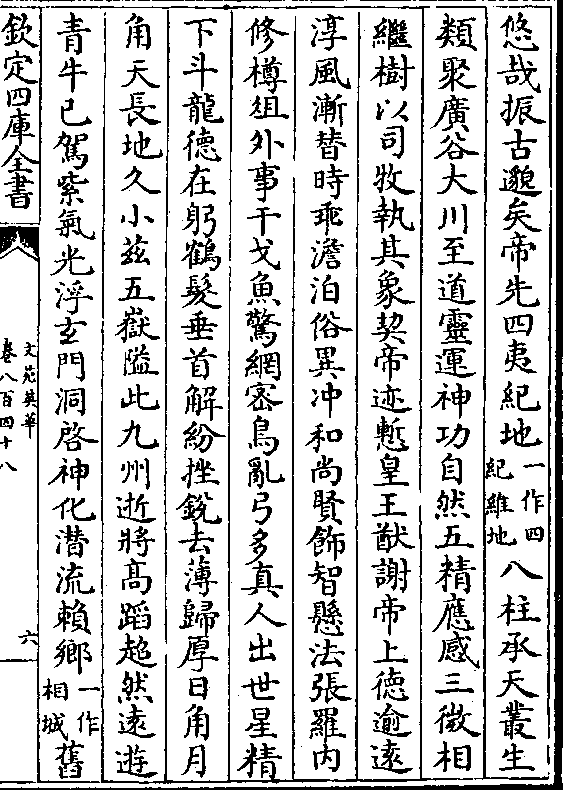 悠哉振古邈矣帝先四夷紀地一作四紀維地八柱承天叢生
類聚廣谷大川至道靈運神功自然五精應感三徴相
繼樹以司牧執其象契帝迹慙皇王猷謝帝上徳逾逺
淳風漸替時乖澹泊俗異冲和尚賢飾智懸法張羅内
修樽俎外事干戈魚驚網密鳥亂弓多真人出世星精
下斗龍德在躬鶴髮垂首解紛挫鋭去薄歸厚日角月
角天長地久小兹五嶽隘此九州逝將髙蹈超然逺遊
青牛已駕紫氣光浮玄門洞啓神化潜流賴鄉一作相城舊
欽定四庫全書
文苑英華
卷八百四十八
六